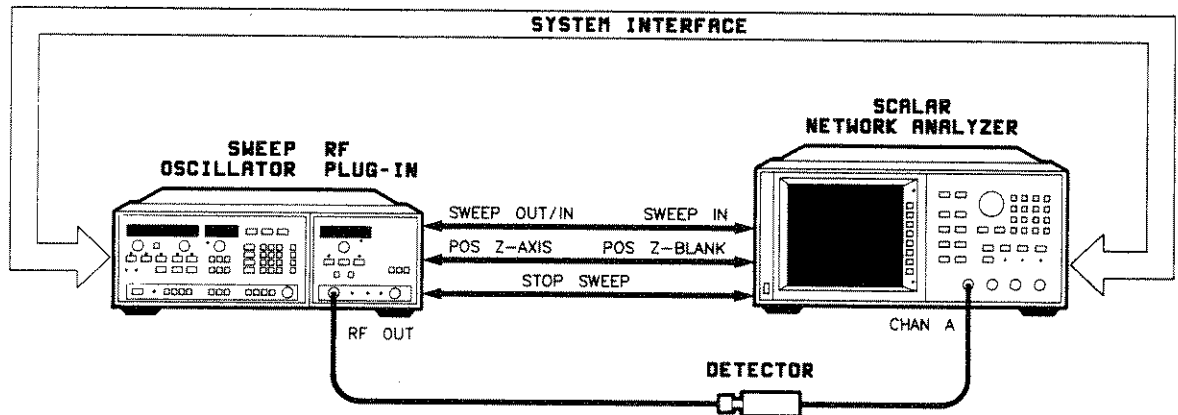 SYSTEM INTERFACE
SCALAR
NETWORK ANALYZER
SWEEP RF
OSCILLATOR PLUG-IN
SWEEP OUT/IN SWEEP IN
POS Z-AXIS POS Z-BLANK
STOP SWEEP
RF OUT
CHAN A
DETECTOR